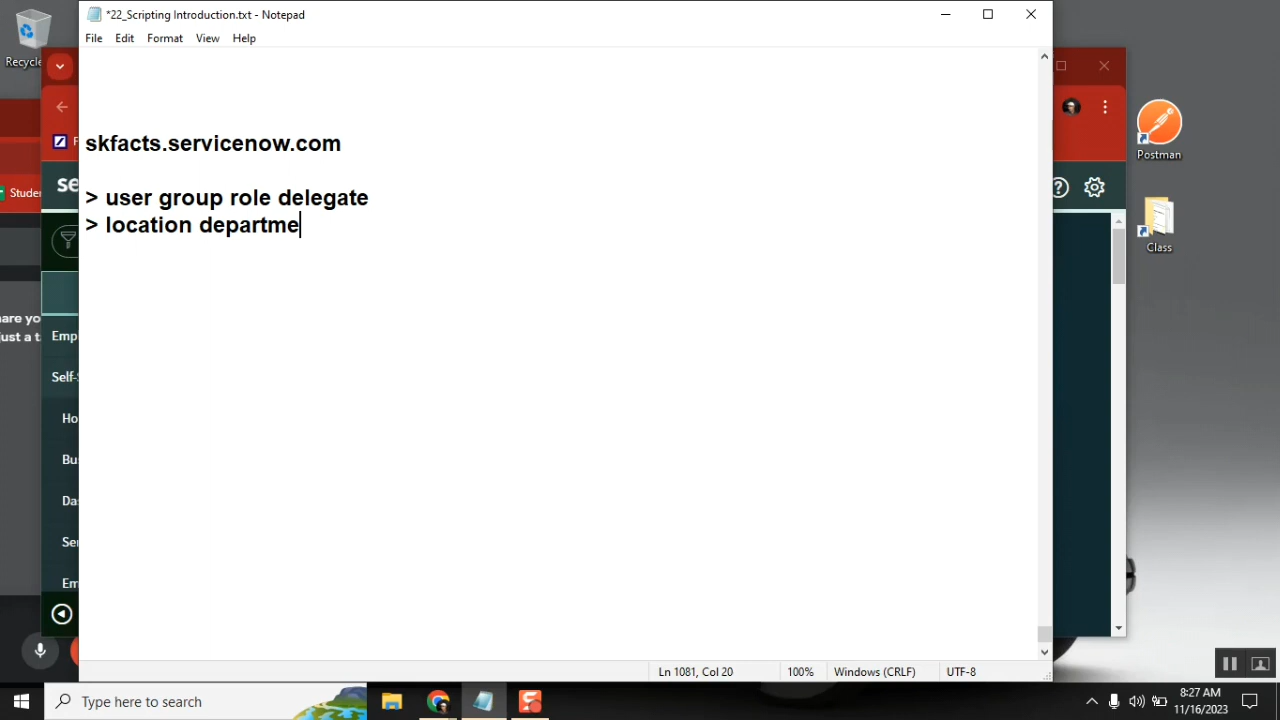 *22_Scripting Introduction.txt - Notepad
File Edit Format View Help
skfacts.servicenow.com
> user group role delegate
> location departme
Ln 1081, Col 20 100% Windows (CRLF) UTF-8
Postman
Class
Type here to search
8:27 AM
11/16/2023